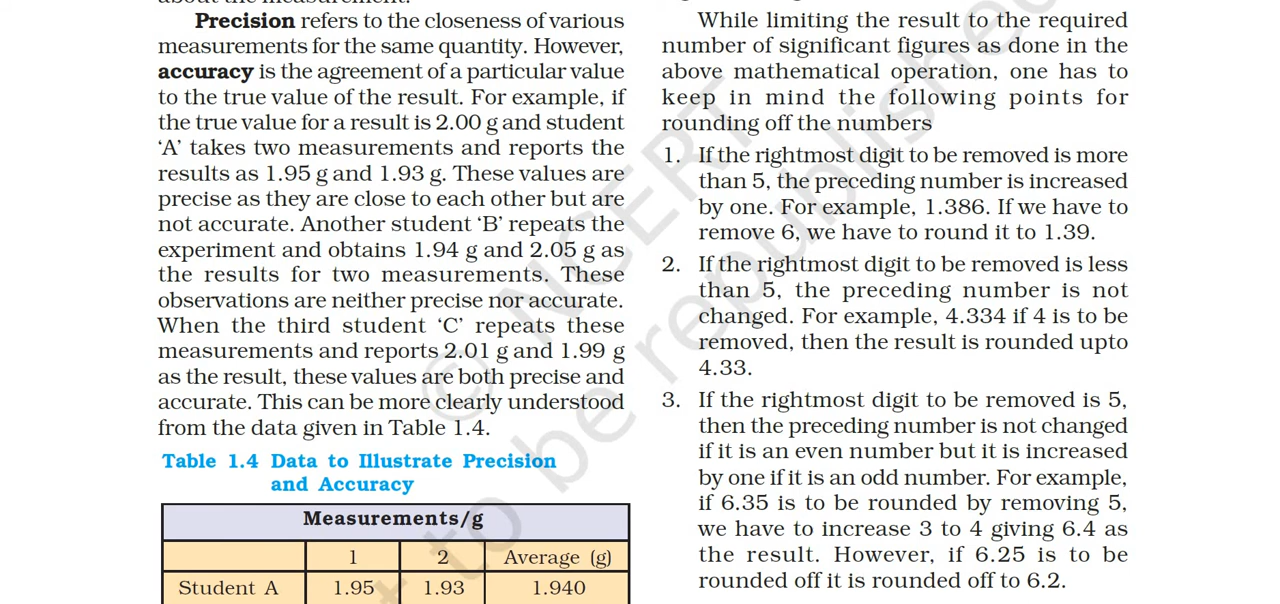 about the measurement.
Precision refers to the closeness of various
measurements for the same quantity. However,
accuracy is the agreement of a particular value
to the true value of the result. For example, if
the true value for a result is 2.00 g and student
‘A’ takes two measurements and reports the
results as 1.95 g and 1.93 g. These values are
precise as they are close to each other but are
not accurate. Another student ‘B’ repeats the
experiment and obtains 1.94 g and 2.05 g as
the results for two measurements. These
observations are neither precise nor accurate.
When the third student ‘C’ repeats these
measurements and reports 2.01 g and 1.99 g
as the result, these values are both precise and
accurate. This can be more clearly understood
from the data given in Table 1.4.
Table 1.4 Data to Illustrate Precision
and Accuracy
Measurements/g
1 2 Average (g)
Student A 1.95 1.93 1.940
While limiting the result to the required
number of significant figures as done in the
above mathematical operation, one has to
keep in mind the following points for
rounding off the numbers
1. If the rightmost digit to be removed is more
than 5, the preceding number is increased
by one. For example, 1.386. If we have to
remove 6, we have to round it to 1.39.
2. If the rightmost digit to be removed is less
than 5, the preceding number is not
changed. For example, 4.334 if 4 is to be
removed, then the result is rounded upto
4.33.
3. If the rightmost digit to be removed is 5,
then the preceding number is not changed
if it is an even number but it is increased
by one if it is an odd number. For example,
if 6.35 is to be rounded by removing 5,
we have to increase 3 to 4 giving 6.4 as
the result. However, if 6.25 is to be
rounded off it is rounded off to 6.2.
© NCERT
to be republished